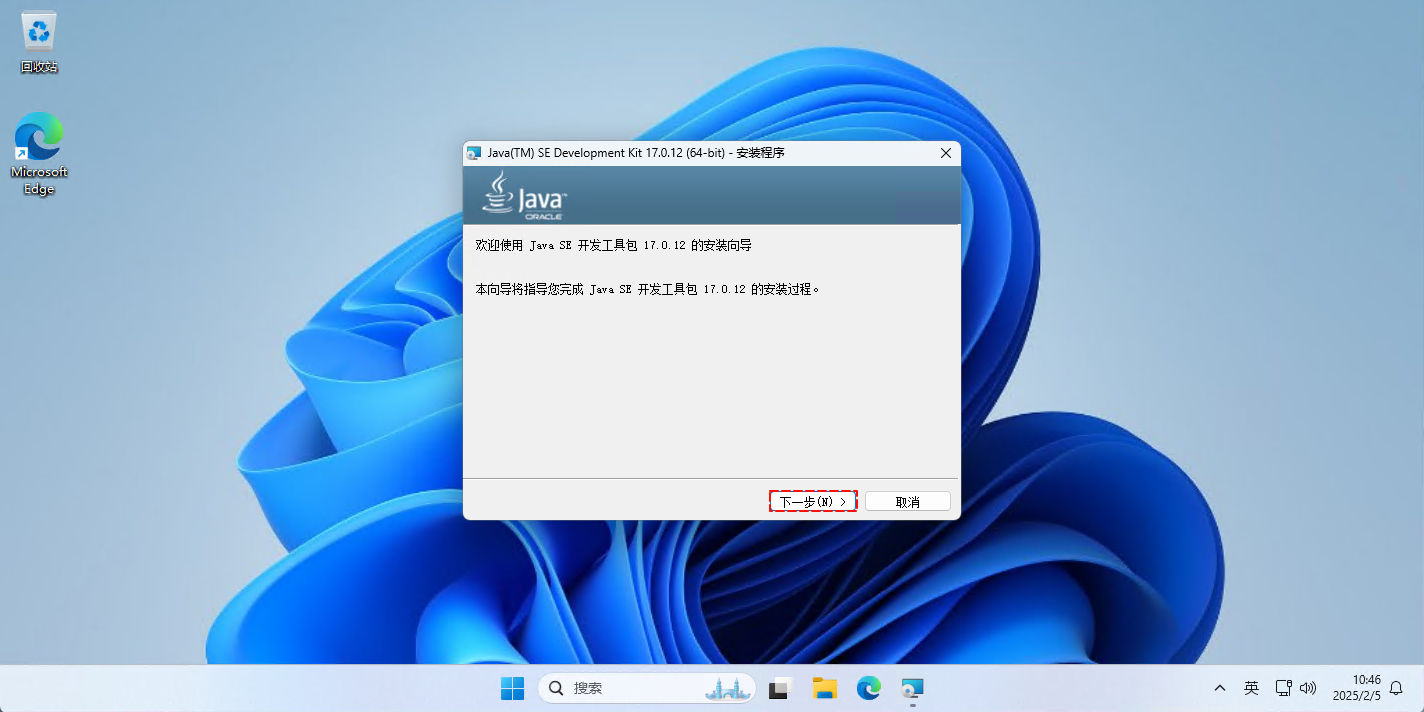 回收站
Microsoft
Edge
Java(TM) SE Development Kit 17.0.12 (64-bit) - 安装程序
Java™
ORACLE
欢迎使用 Java SE 开发工具包 17.0.12 的安装向导
本向导将指导您完成 Java SE 开发工具包 17.0.12 的安装过程。
下一步(N) >
取消
搜索
英
10:46
2025/2/5